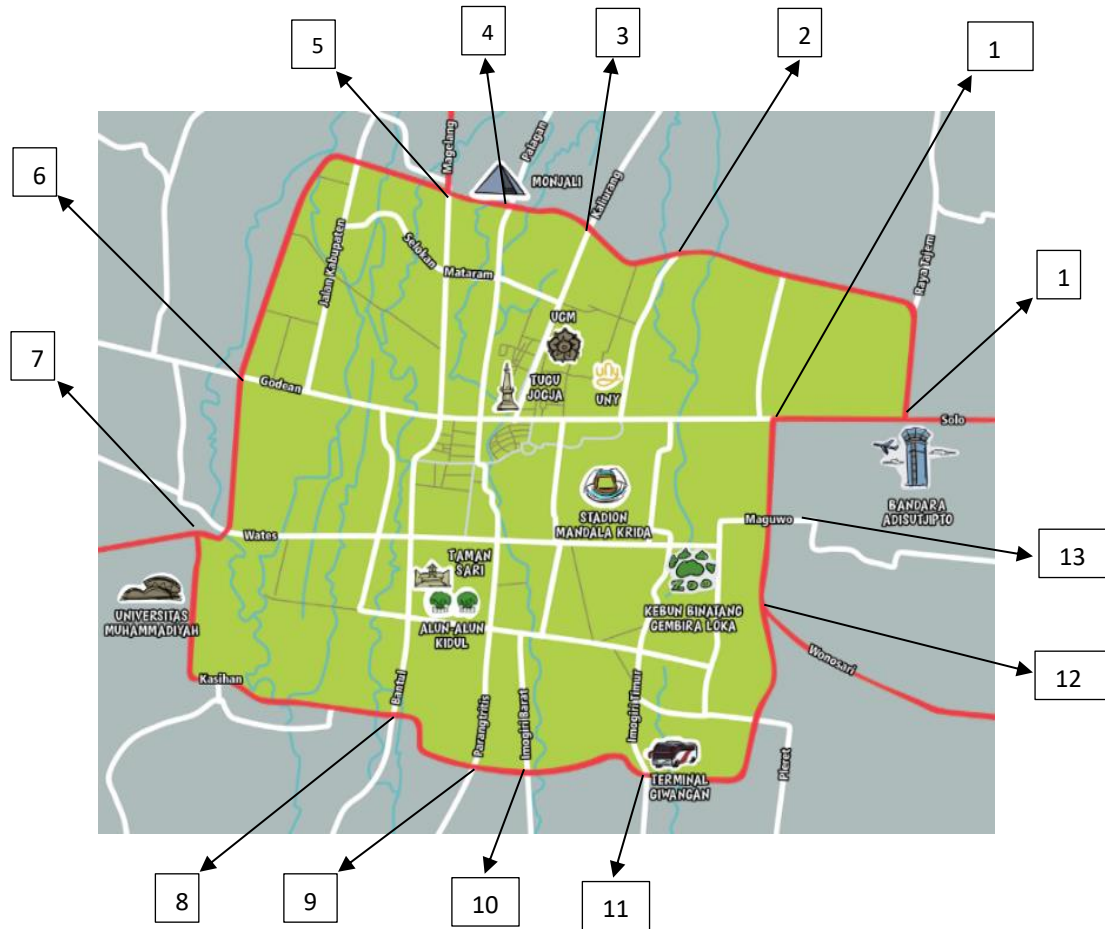 5
4
3
2
1
6
1
7
Magelang
Palagan
MONJALI
Kaliurang
Raya Tajem
Jalan Kabupaten
Selokan
Mataram
UGM
Godean
TUGU
JOGJA
UNY
Solo
BANDARA
ADISUTJIPTO
STADION
MANDALA KRIDA
Maguwo
Wates
13
TAMAN
SARI
ZOO
UNIVERSITAS
MUHAMMADIYAH
ALUN-ALUN
KIDUL
KEBUN BINATANG
GEMBIRA LOKA
Wonosari
12
Kasihan
Bantul
Parangtritis
Imogiri Barat
Imogiri Timur
Pleret
TERMINAL
GIWANGAN
8
9
10
11